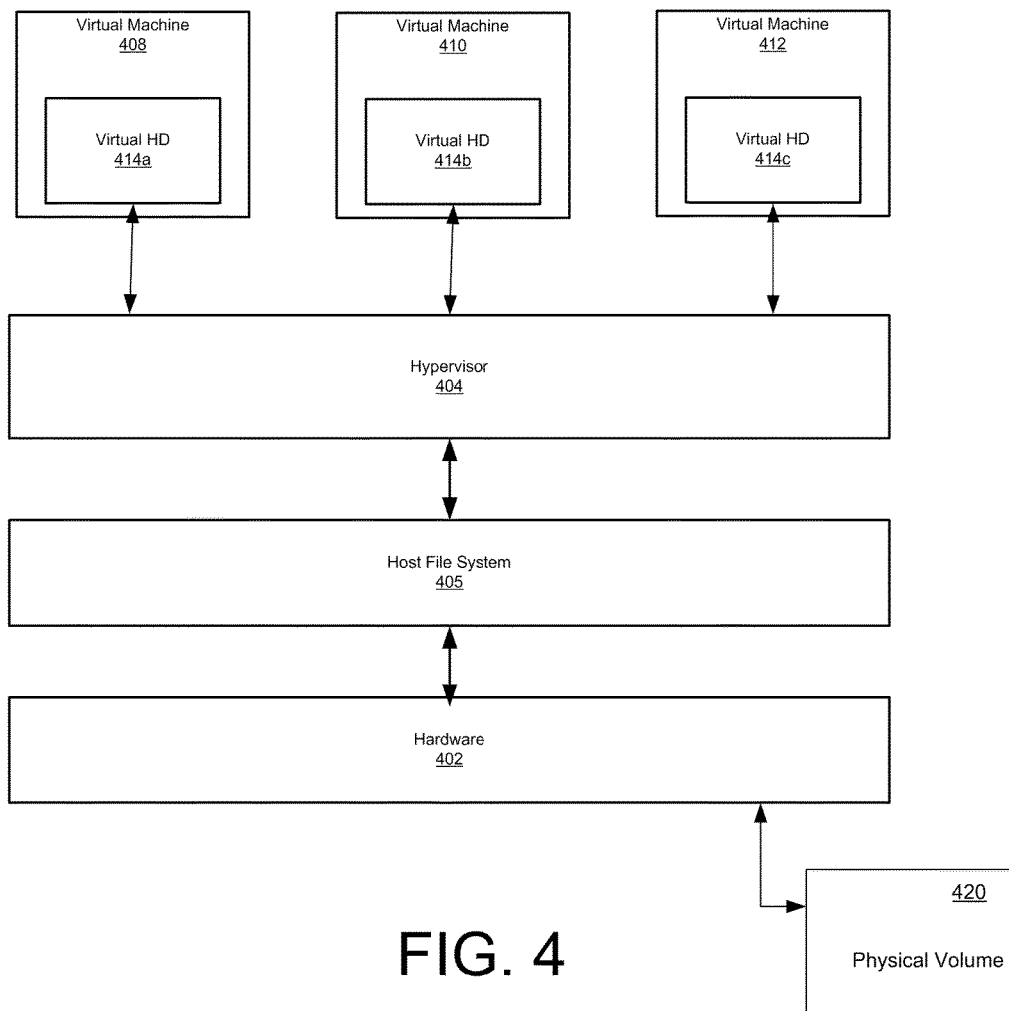 Virtual Machine
408
Virtual HD
414a
Virtual Machine
410
Virtual HD
414b
Virtual Machine
412
Virtual HD
414c
Hypervisor
404
Host File System
405
Hardware
402
420
Physical Volume
FIG. 4